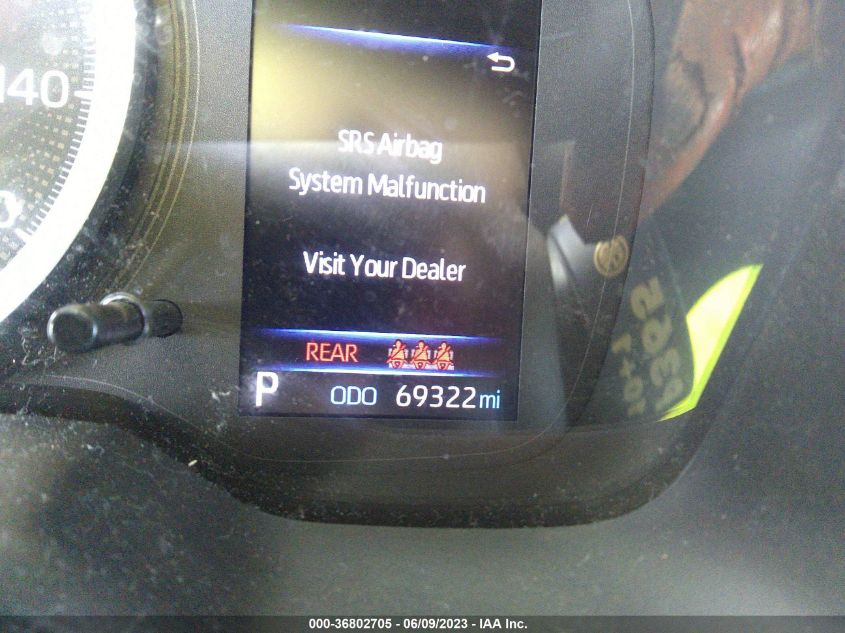 140
SRS Airbag
System Malfunction
Visit Your Dealer
REAR
P ODO 69322 mi
000-36802705 - 06/09/2023 - IAA Inc.